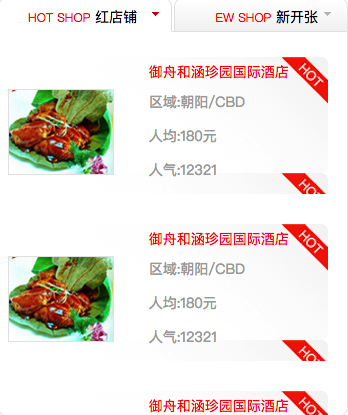 HOT SHOP 红店铺
EW SHOP 新开张
御舟和涵珍园国际酒店
HOT
区域:朝阳/CBD
人均:180元
人气:12321
HOT
御舟和涵珍园国际酒店
HOT
区域:朝阳/CBD
人均:180元
人气:12321
HOT
御舟和涵珍园国际酒店
HOT